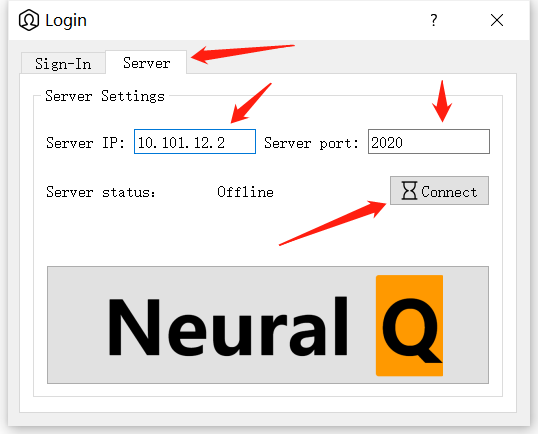 Login
Sign-In Server
Server Settings
Server IP: 10.101.12.2 Server port: 2020
Server status: Offline Connect
Neural Q